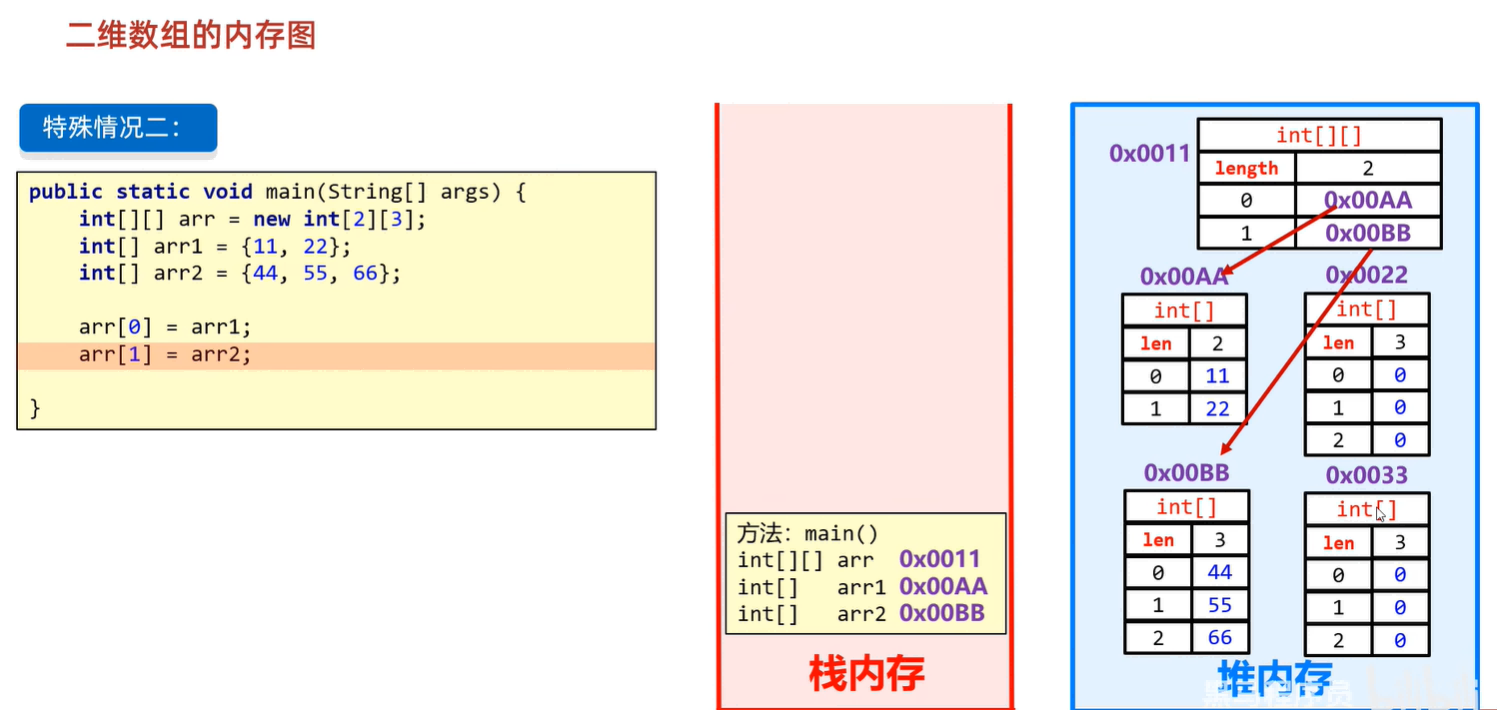 二维数组的内存图
特殊情况二：
public static void main(String[] args) {
int[][] arr = new int[2][3];
int[] arr1 = {11, 22};
int[] arr2 = {44, 55, 66};
arr[0] = arr1;
arr[1] = arr2;
}
方法：main()
int[][] arr 0x0011
int[] arr1 0x00AA
int[] arr2 0x00BB
栈内存
0x0011
int[][]
length 2
0 0x00AA
1 0x00BB
0x00AA
int[]
len 2
0 11
1 22
0x0022
int[]
len 3
0 0
1 0
2 0
0x00BB
int[]
len 3
0 44
1 55
2 66
0x0033
int[]
len 3
0 0
1 0
2 0
堆内存